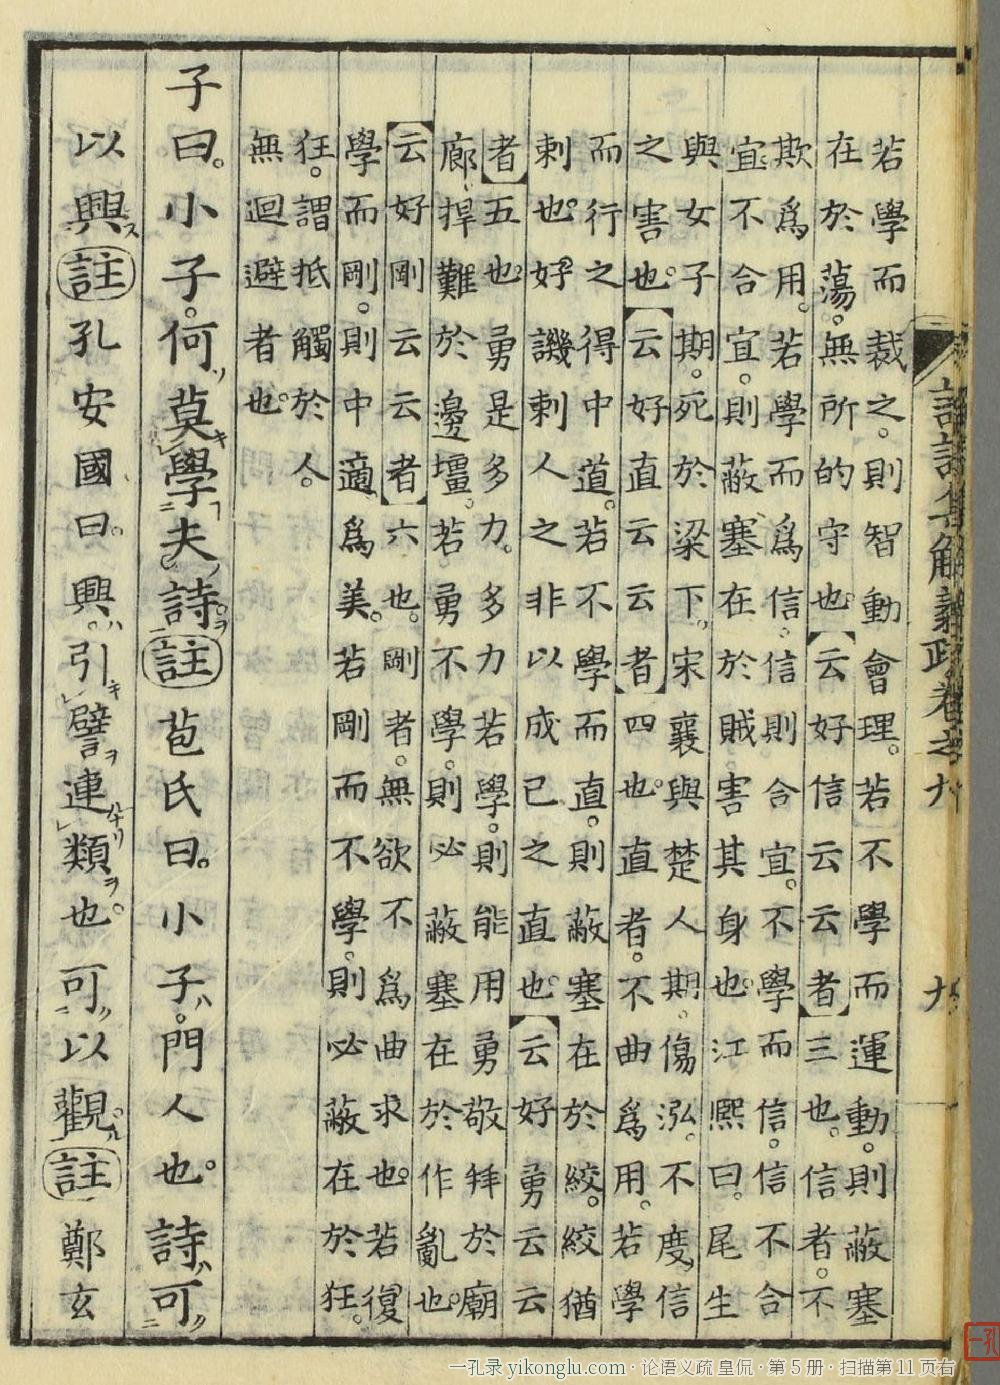 論語集解義疏卷之九
若學而裁之。則智動會理。若不學而運動。則蔽塞
在於蕩。無所的守也。【云好信云云者】三也。信者。不
欺爲用。若學而爲信。信則合宜。不學而信。信不合
宜不合宜。則蔽塞在於賊害其身也。江熙曰。尾生
與女子期。死於梁下。宋襄與楚人期。傷泓。不度。信
之害也。【云好直云云者】四也。直者。不曲爲用。若學
而行之得中道。若不學而直。則蔽塞在於絞。絞猶
刺也。好譏刺人之非以成己之直也。【云好勇云云
者】五也。勇是多力。多力若學。則能用勇敬拜於廟
廊。捍難於邊壃。若勇不學。則必蔽塞在於作亂也。
【云好剛云云者】六也。剛者。無欲不爲曲求也。若復
學而剛。則中適爲美。若剛而不學。則必蔽在於狂。
狂。謂抵觸於人。
無迴避者也。
子曰。小子。何莫學夫詩。註苞氏曰。小子。門人也。詩。可
以興註孔安國曰。興。引譬連類也。可以觀註鄭玄
一孔
一孔录 yikonglu.com · 论语义疏 皇侃 · 第 5 册 · 扫描第 11 页右